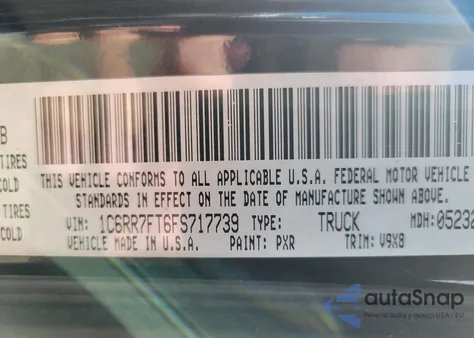 B
TIRES
COLD
TIRES
COLD
THIS VEHICLE CONFORMS TO ALL APPLICABLE U.S.A. FEDERAL MOTOR VEHICLE
STANDARDS IN EFFECT ON THE DATE OF MANUFACTURE SHOWN ABOVE.
VIN: 1C6RR7FT6FS717739 TYPE: TRUCK MDH: 05232
VEHICLE MADE IN U.S.A. PAINT: PXR TRIM: V9X8
autaSnap